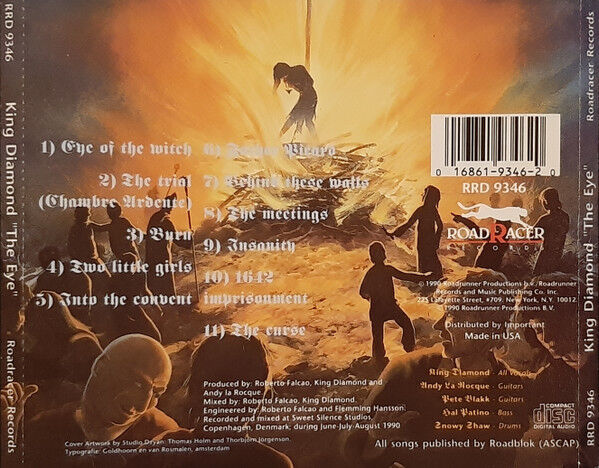 RRD 9346
King Diamond "The Eye"
Roadracer Records
1) Eye of the witch
2) The trial
(Chambre Ardente)
3) Burn
4) Two little girls
5) Into the convent
6) Father Picard
7) Behind these walls
8) The meetings
9) Insanity
10) 1642
imprisonment
11) The curse
0 16861-9346-2 0
RRD 9346
ROADRACER
RECORDS
© 1990 Roadrunner Productions b.v. Roadrunner
Records and Music Publishing Co. Inc.
225 Lafayette Street, #709, New York, N.Y. 10012.
1990 Roadrunner Productions B.V.
Distributed by Important
Made in USA
King Diamond - All Vocals
Andy La Rocque - Guitars
Pete Blakk - Guitars
Hal Patino - Bass
Snowy Shaw - Drums
COMPACT
disc
DIGITAL AUDIO
Produced by: Roberto Falcao, King Diamond and
Andy la Rocque.
Mixed by: Roberto Falcao, King Diamond.
Engineered by: Roberto Falcao and Flemming Hansson.
Recorded and mixed at Sweet Silence Studios,
Copenhagen, Denmark; during June-July-August 1990
Cover Artwork by Studio Dzyan: Thomas Holm and Thorbjorn Jorgenson.
Typografie: Goldhoorn en van Rosmalen, amsterdam
All songs published by Roadblok (ASCAP)
Roadracer Records
King Diamond "The Eye"
RRD 9346